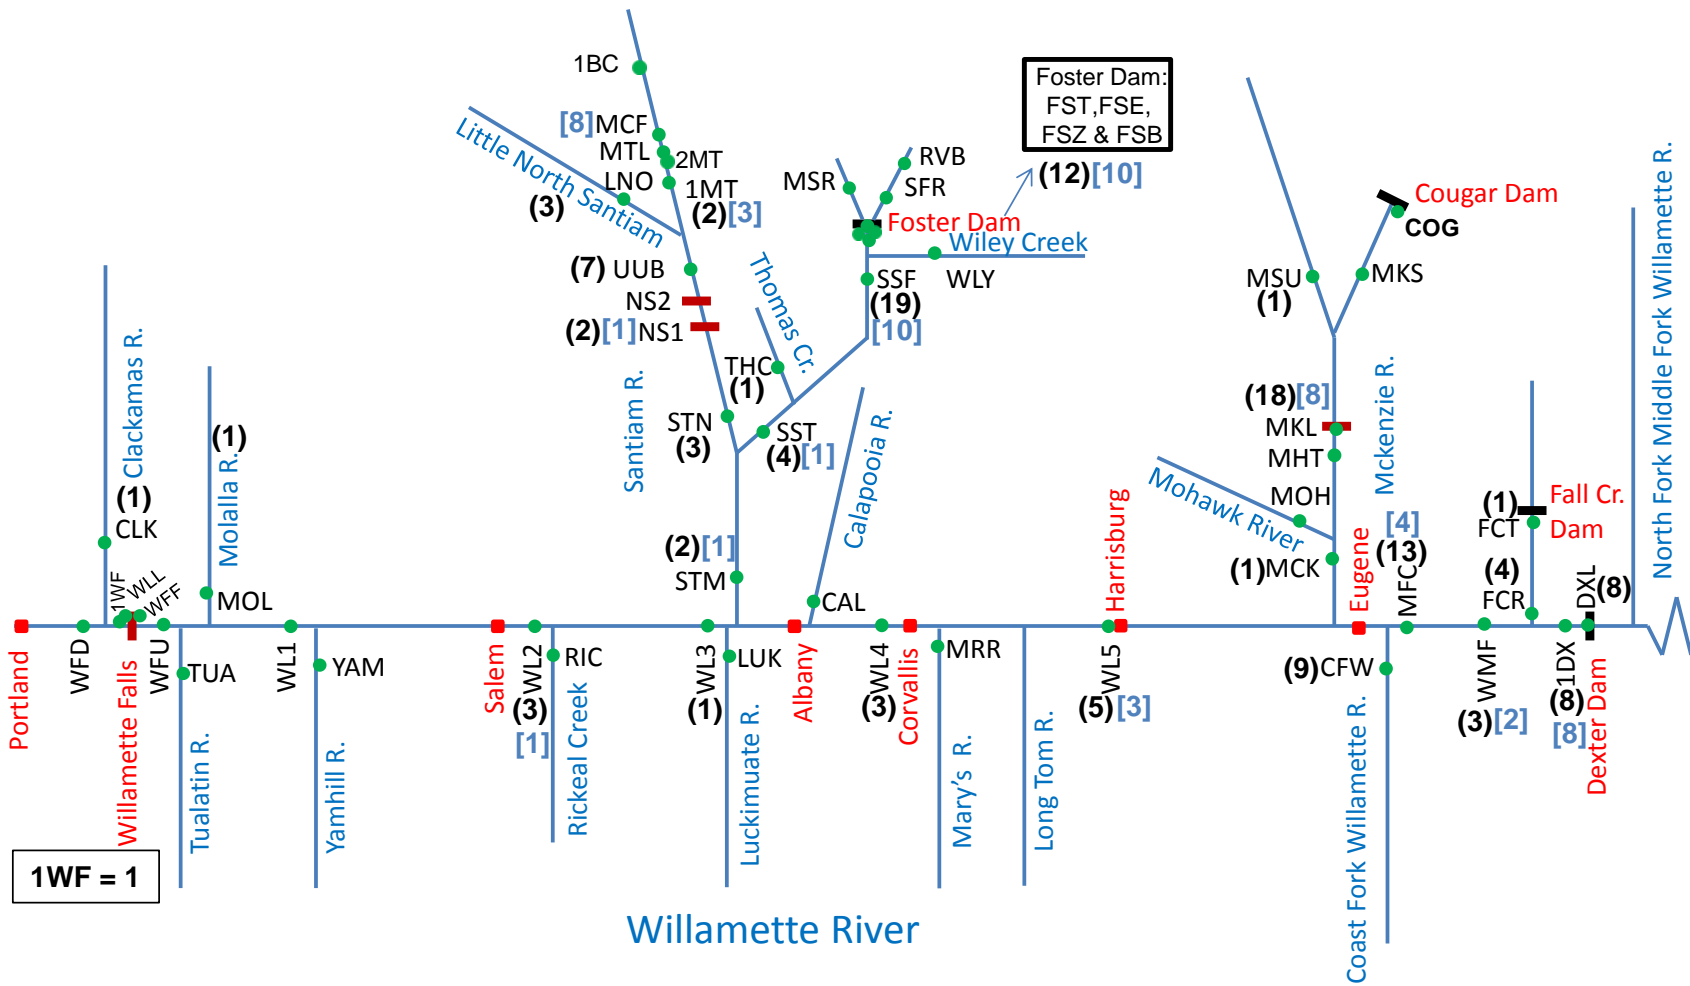 1BC
[8]MCF
MTL
2MT
LNO
1MT
(2)[3]
Little North Santiam
(3)
(7) UUB
NS2
(2)[1]NS1
Thomas Cr.
THC
(1)
Santiam R.
STN
(3)
SST
(4)[1]
(2)[1]
STM
MSR
RVB
SFR
Foster Dam
Wiley Creek
WLY
SSF
(19)
[10]
Foster Dam:
FST,FSE,
FSZ & FSB
(12)[10]
Calapooia R.
CAL
Cougar Dam
COG
MSU
(1)
MKS
(18)[8]
MKL
MHT
Mckenzie R.
MOH
Mohawk River
(1)MCK
[4]
(13)
MFC
Eugene
Harrisburg
(1)
FCT
Fall Cr.
Dam
(4)
FCR
DXL
(8)
North Fork Middle Fork Willamette R.
Clackamas R.
(1)
CLK
Molalla R.
(1)
MOL
1WF
WLL
WFF
Portland
WFD
Willamette Falls
WFU
TUA
Tualatin R.
WL1
YAM
Yamhill R.
Salem
WL2
(3)
[1]
RIC
Rickeal Creek
WL3
(1)
LUK
Luckimuate R.
Albany
WL4
(3)
Corvallis
MRR
Mary's R.
Long Tom R.
WL5
(5)[3]
(9)CFW
Coast Fork Willamette R.
WMF
(3)[2]
1DX
(8)
[8]
Dexter Dam
1WF = 1
Willamette River